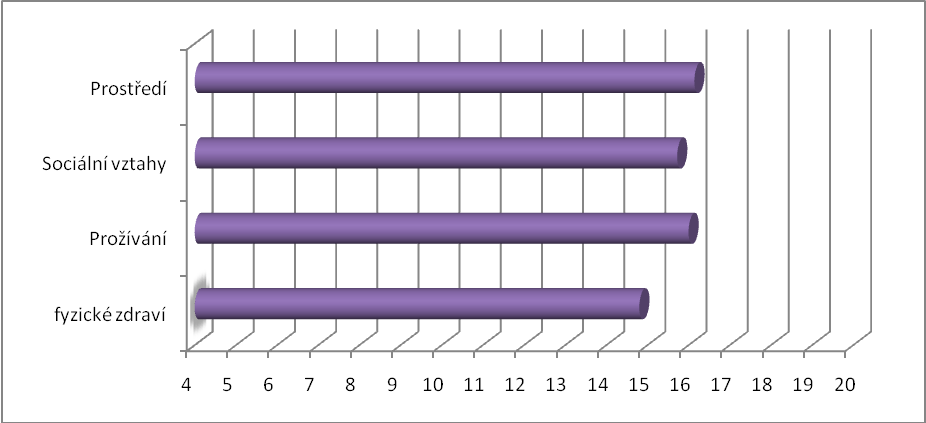 Prostředí
Sociální vztahy
Prožívání
fyzické zdraví
4 5 6 7 8 9 10 11 12 13 14 15 16 17 18 19 20